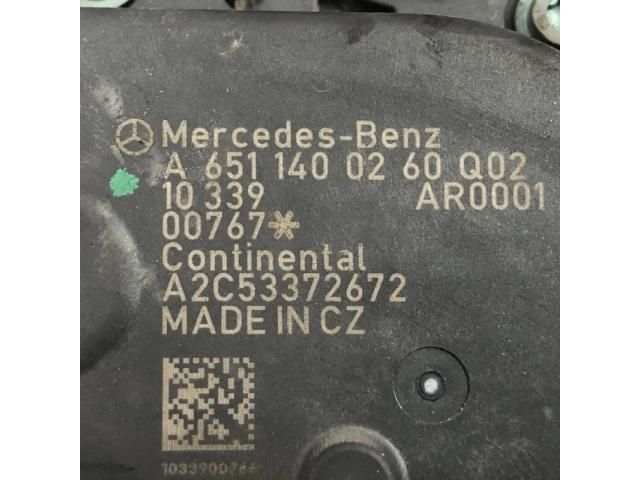 Mercedes-Benz
A 651 140 02 60 Q02
10 339 AR0001
00767*
Continental
A2C53372672
MADE IN CZ